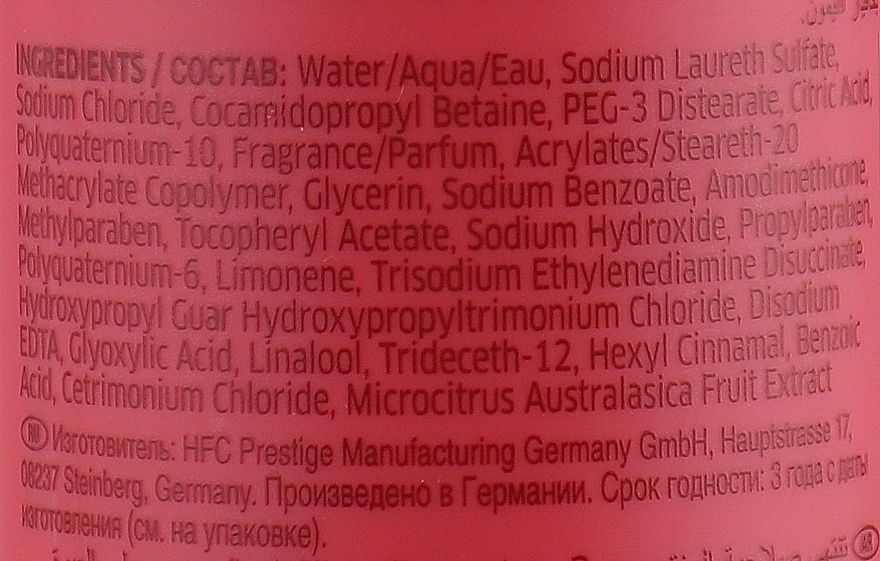 INGREDIENTS / СОСТАВ: Water/Aqua/Eau, Sodium Laureth Sulfate,
Sodium Chloride, Cocamidopropyl Betaine, PEG-3 Distearate, Citric Acid,
Polyquaternium-10, Fragrance/Parfum, Acrylates/Steareth-20
Methacrylate Copolymer, Glycerin, Sodium Benzoate, Amodimethicone,
Methylparaben, Tocopheryl Acetate, Sodium Hydroxide, Propylparaben,
Polyquaternium-6, Limonene, Trisodium Ethylenediamine Disuccinate,
Hydroxypropyl Guar Hydroxypropyltrimonium Chloride, Disodium
EDTA, Glyoxylic Acid, Linalool, Trideceth-12, Hexyl Cinnamal, Benzoic
Acid, Cetrimonium Chloride, Microcitrus Australasica Fruit Extract
RU Изготовитель: HFC Prestige Manufacturing Germany GmbH, Hauptstrasse 17,
06237 Steinberg, Germany. Произведено в Германии. Срок годности: 3 года с даты
изготовления (см. на упаковке).
AR